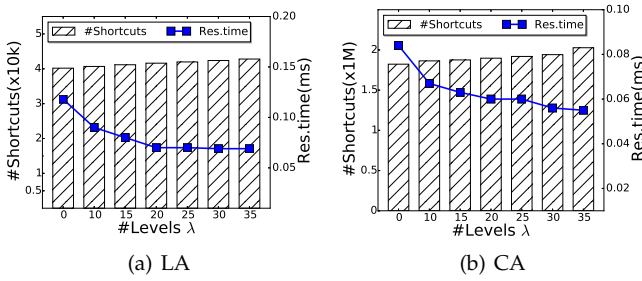 #Shortcuts Res.time
#Shortcuts(x10k)
5
4
3
2
1
0.5
0.20
0.15
0.10
0.05
Res.time(ms)
0 10 15 20 25 30 35
#Levels λ
(a) LA
#Shortcuts Res.time
#Shortcuts(x1M)
2
1.5
1
0.5
0
0.10
0.08
0.06
0.04
0.02
Res.time(ms)
0 10 15 20 25 30 35
#Levels λ
(b) CA